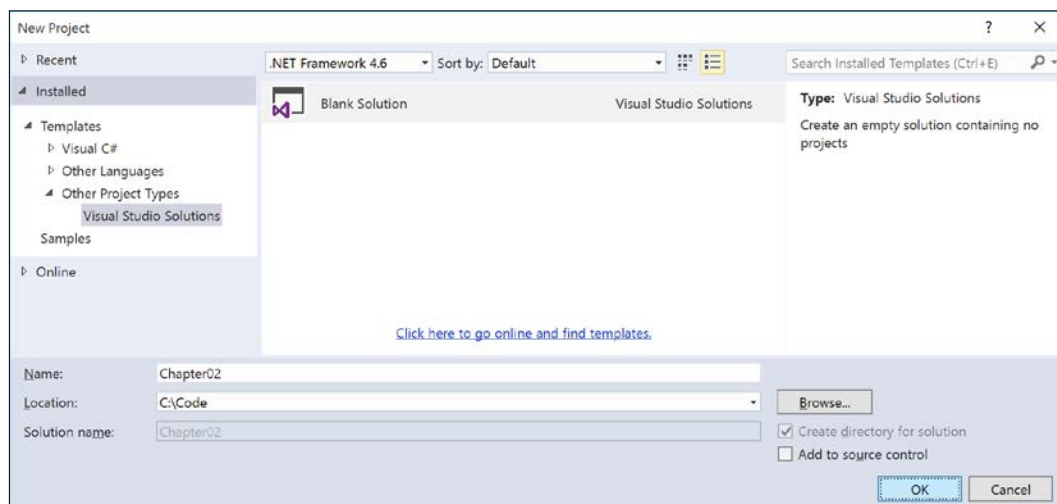 New Project ? ×
Recent
Installed
Templates
Visual C#
Other Languages
Other Project Types
Visual Studio Solutions
Samples
Online
.NET Framework 4.6 Sort by: Default
Blank Solution Visual Studio Solutions
Click here to go online and find templates.
Search Installed Templates (Ctrl+E)
Type: Visual Studio Solutions
Create an empty solution containing no
projects
Name: Chapter02
Location: C:\Code Browse...
Solution name: Chapter02
Create directory for solution
Add to source control
OK Cancel